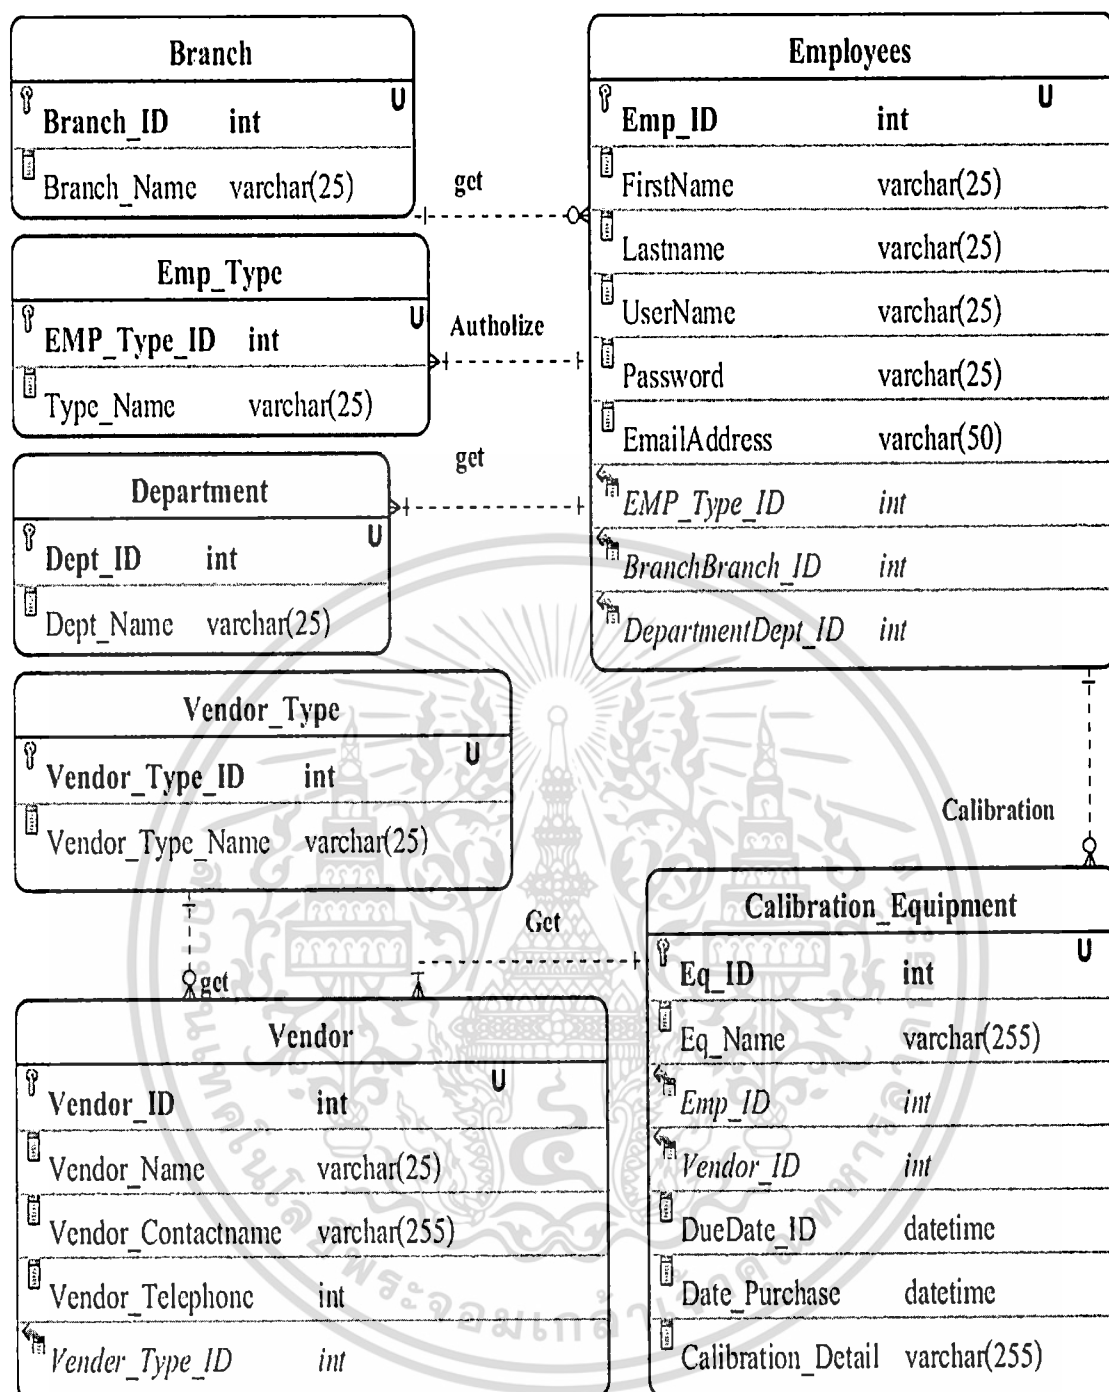 Branch
U
Branch_ID int
Branch_Name varchar(25)
get
Emp_Type
U
EMP_Type_ID int
Type_Name varchar(25)
Autholize
Department
U
Dept_ID int
Dept_Name varchar(25)
get
Employees
U
Emp_ID int
FirstName varchar(25)
Lastname varchar(25)
UserName varchar(25)
Password varchar(25)
EmailAddress varchar(50)
EMP_Type_ID int
BranchBranch_ID int
DepartmentDept_ID int
Vendor_Type
U
Vendor_Type_ID int
Vendor_Type_Name varchar(25)
get
Get
Calibration
Vendor
U
Vendor_ID int
Vendor_Name varchar(25)
Vendor_Contactname varchar(255)
Vendor_Telephone int
Vender_Type_ID int
Calibration_Equipment
U
Eq_ID int
Eq_Name varchar(255)
Emp_ID int
Vendor_ID int
DueDate_ID datetime
Date_Purchase datetime
Calibration_Detail varchar(255)